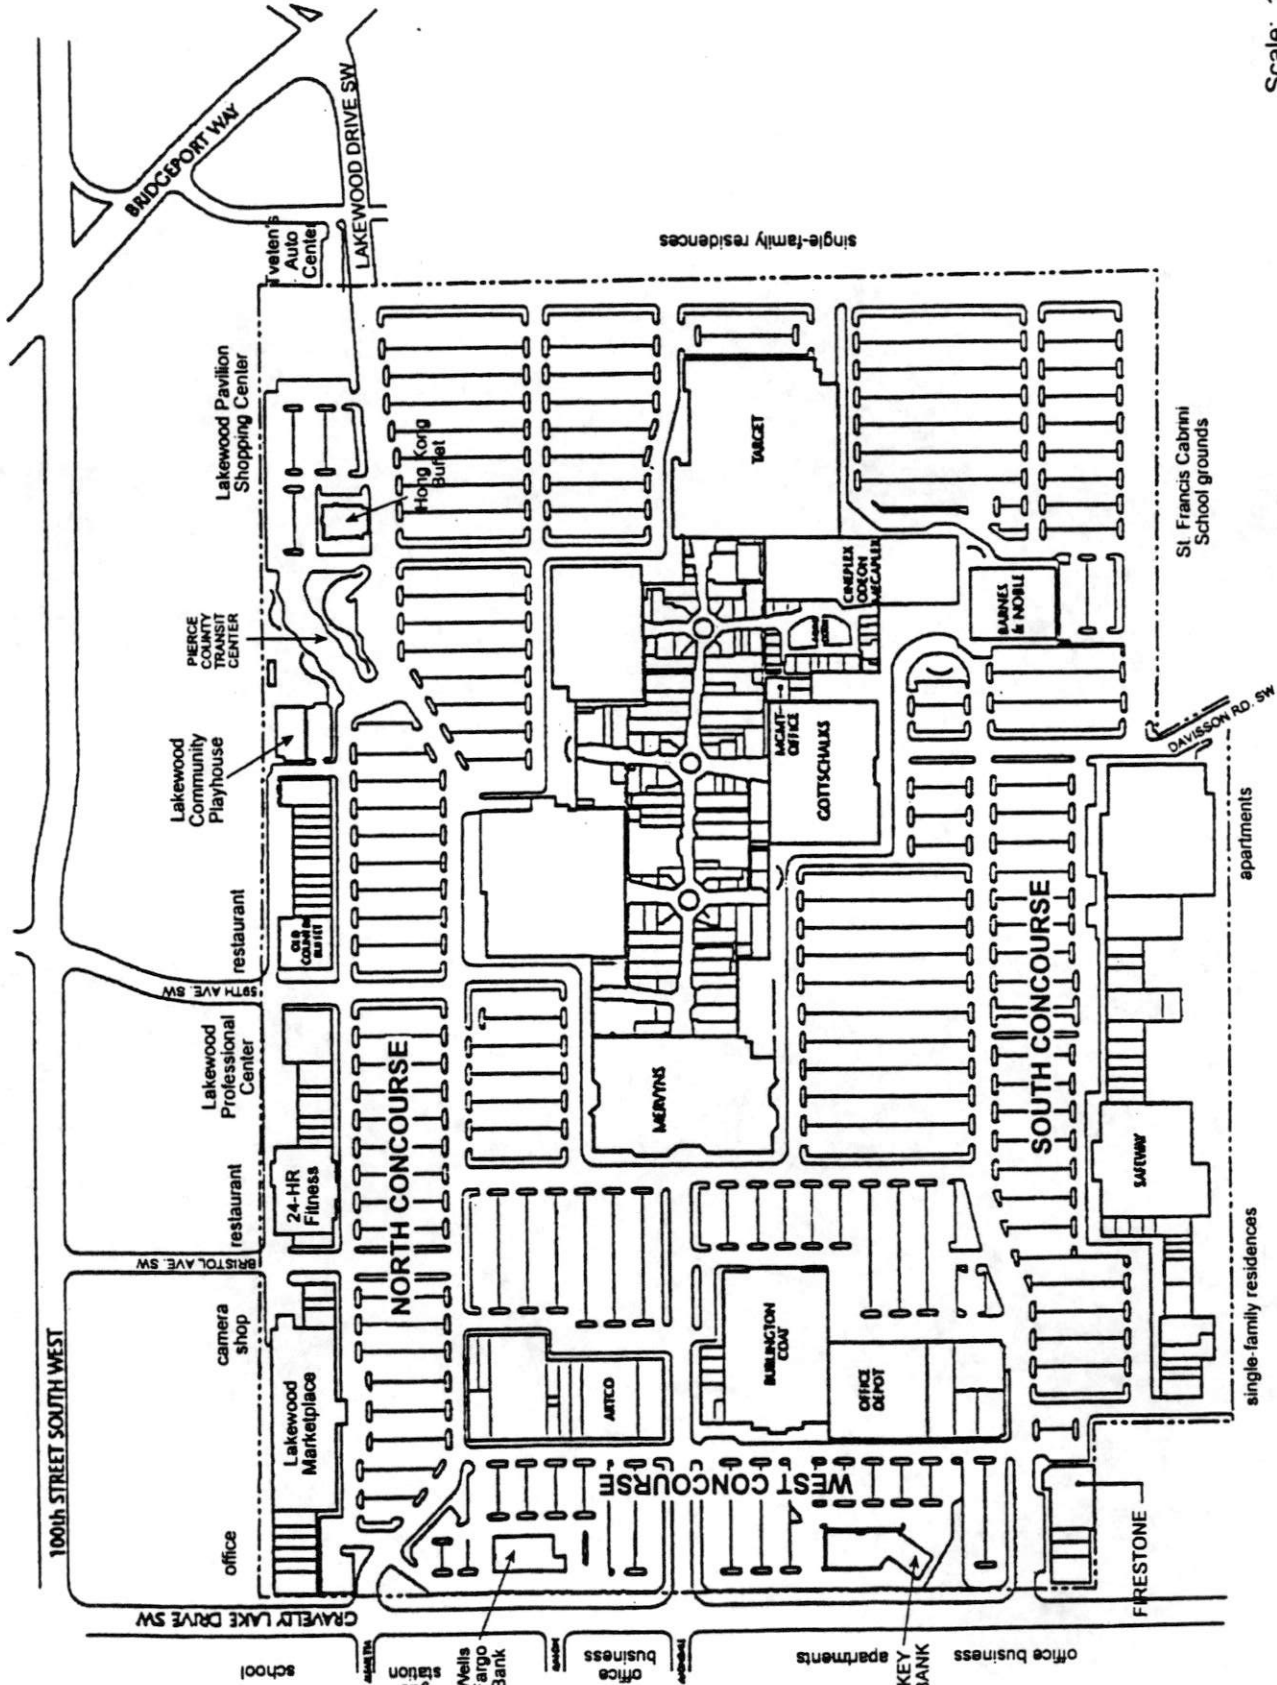 Scale:
BRIDGEPORT WAY
LAKEWOOD DRIVE SW
Tveten's
Auto
Center
single-family residences
Lakewood Pavilion
Shopping Center
Hong Kong
Buffet
TARGET
St. Francis Cabrini
School grounds
PIERCE
COUNTY
TRANSIT
CENTER
CINEPLEX
ODEON
MEGAPLEX
BARNES
& NOBLE
Lakewood
Community
Playhouse
MGMT
OFFICE
GOTTSCHALKS
DAVISSON RD. SW
apartments
restaurant
OLD
COUNTRY
BUFFET
59TH AVE. SW
Lakewood
Professional
Center
NORTH CONCOURSE
MERVYNS
SOUTH CONCOURSE
SAFEWAY
restaurant
24-HR
Fitness
BRISTOL AVE. SW
camera
shop
100th STREET SOUTH WEST
Lakewood
Marketplace
ARTCO
BURLINGTON
COAT
OFFICE
DEPOT
single-family residences
WEST CONCOURSE
office
FIRESTONE
GRAVELLY LAKE DRIVE SW
school
station
Wells
Fargo
Bank
office
business
apartments
KEY
BANK
office business